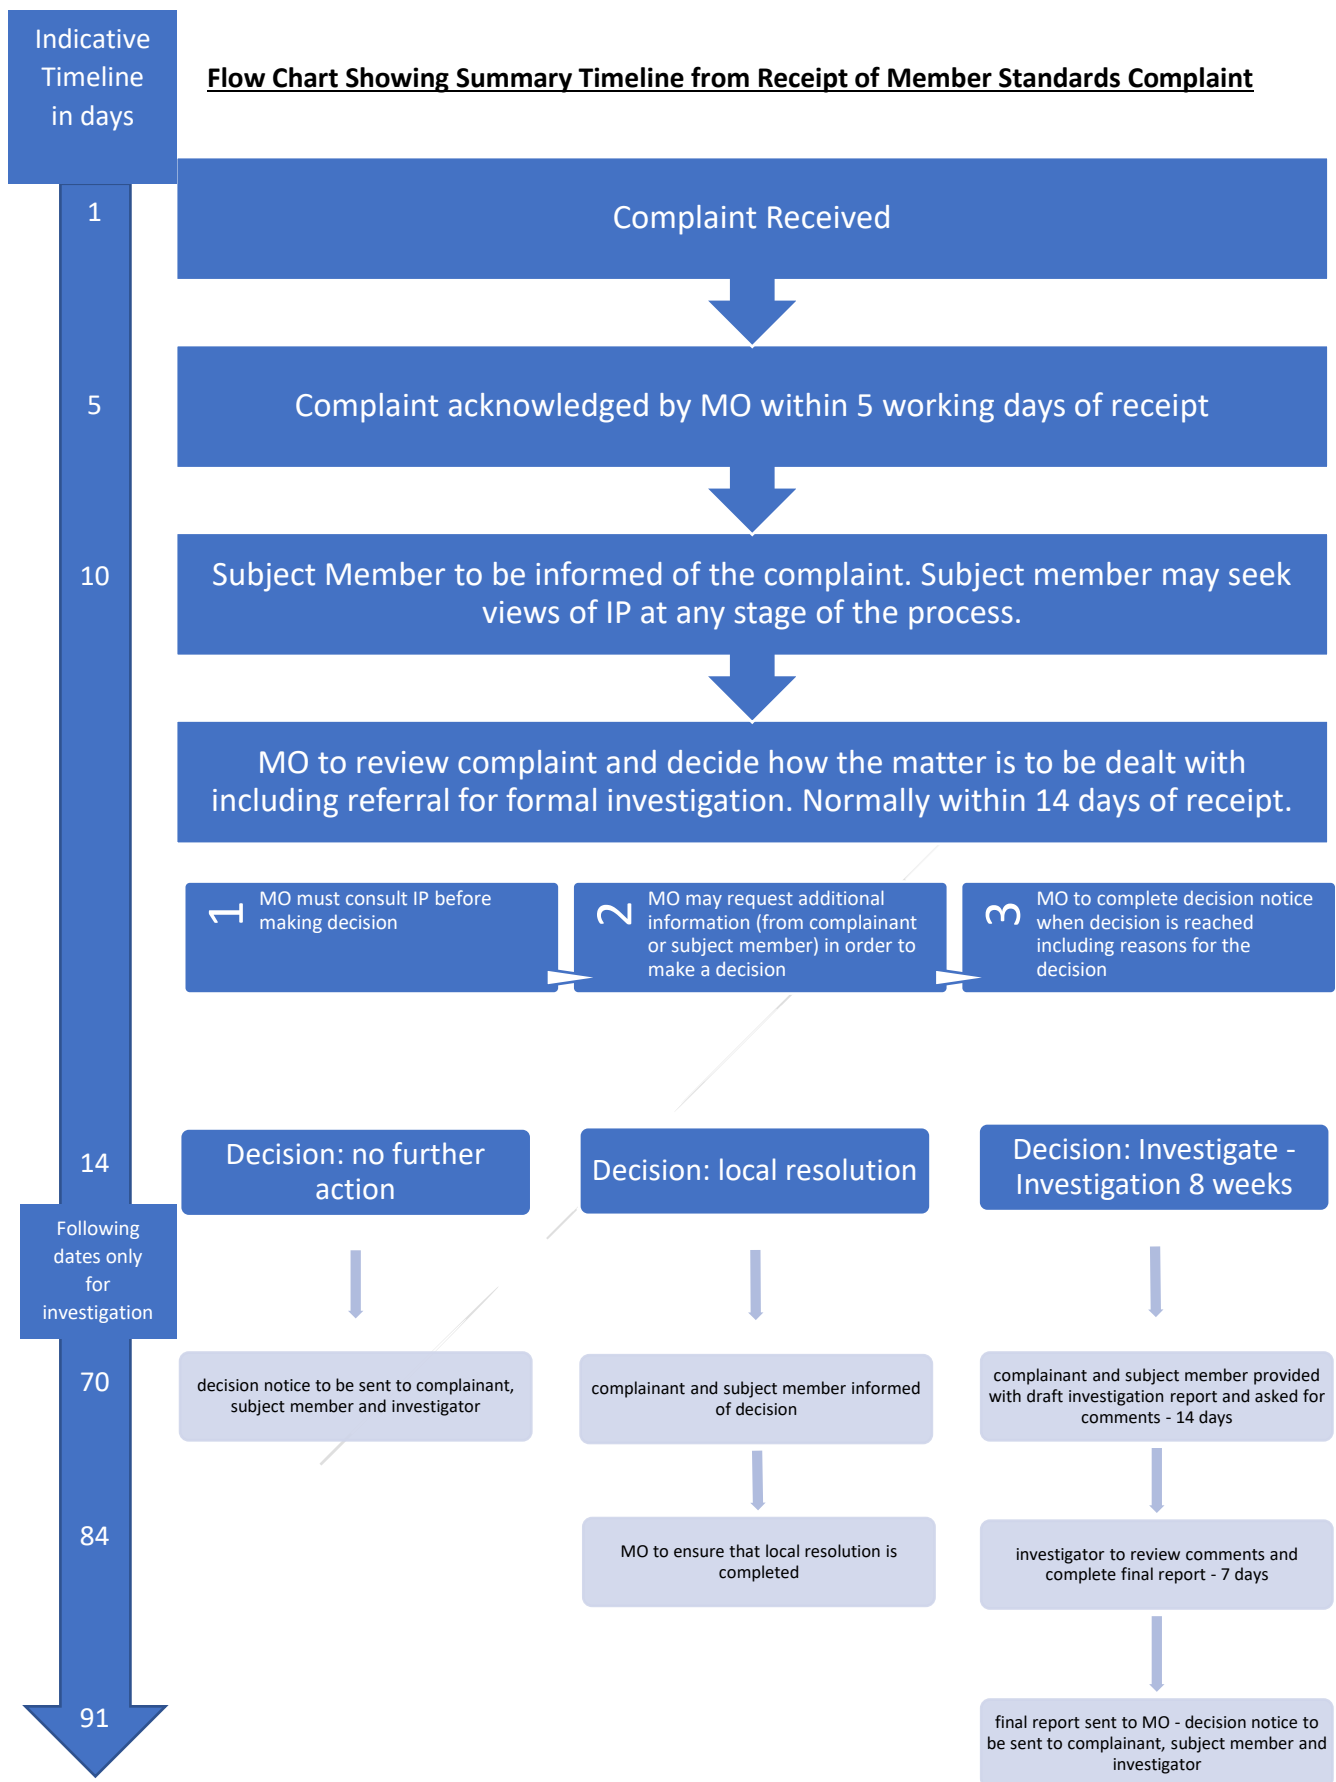 Indicative
Timeline
in days
Flow Chart Showing Summary Timeline from Receipt of Member Standards Complaint
1
Complaint Received
5
Complaint acknowledged by MO within 5 working days of receipt
10
Subject Member to be informed of the complaint. Subject member may seek
views of IP at any stage of the process.
MO to review complaint and decide how the matter is to be dealt with
including referral for formal investigation. Normally within 14 days of receipt.
1
MO must consult IP before
making decision
2
MO may request additional
information (from complainant
or subject member) in order to
make a decision
3
MO to complete decision notice
when decision is reached
including reasons for the
decision
14
Decision: no further
action
Decision: local resolution
Decision: Investigate -
Investigation 8 weeks
Following
dates only
for
investigation
70
decision notice to be sent to complainant,
subject member and investigator
complainant and subject member informed
of decision
complainant and subject member provided
with draft investigation report and asked for
comments - 14 days
84
MO to ensure that local resolution is
completed
investigator to review comments and
complete final report - 7 days
91
final report sent to MO - decision notice to
be sent to complainant, subject member and
investigator